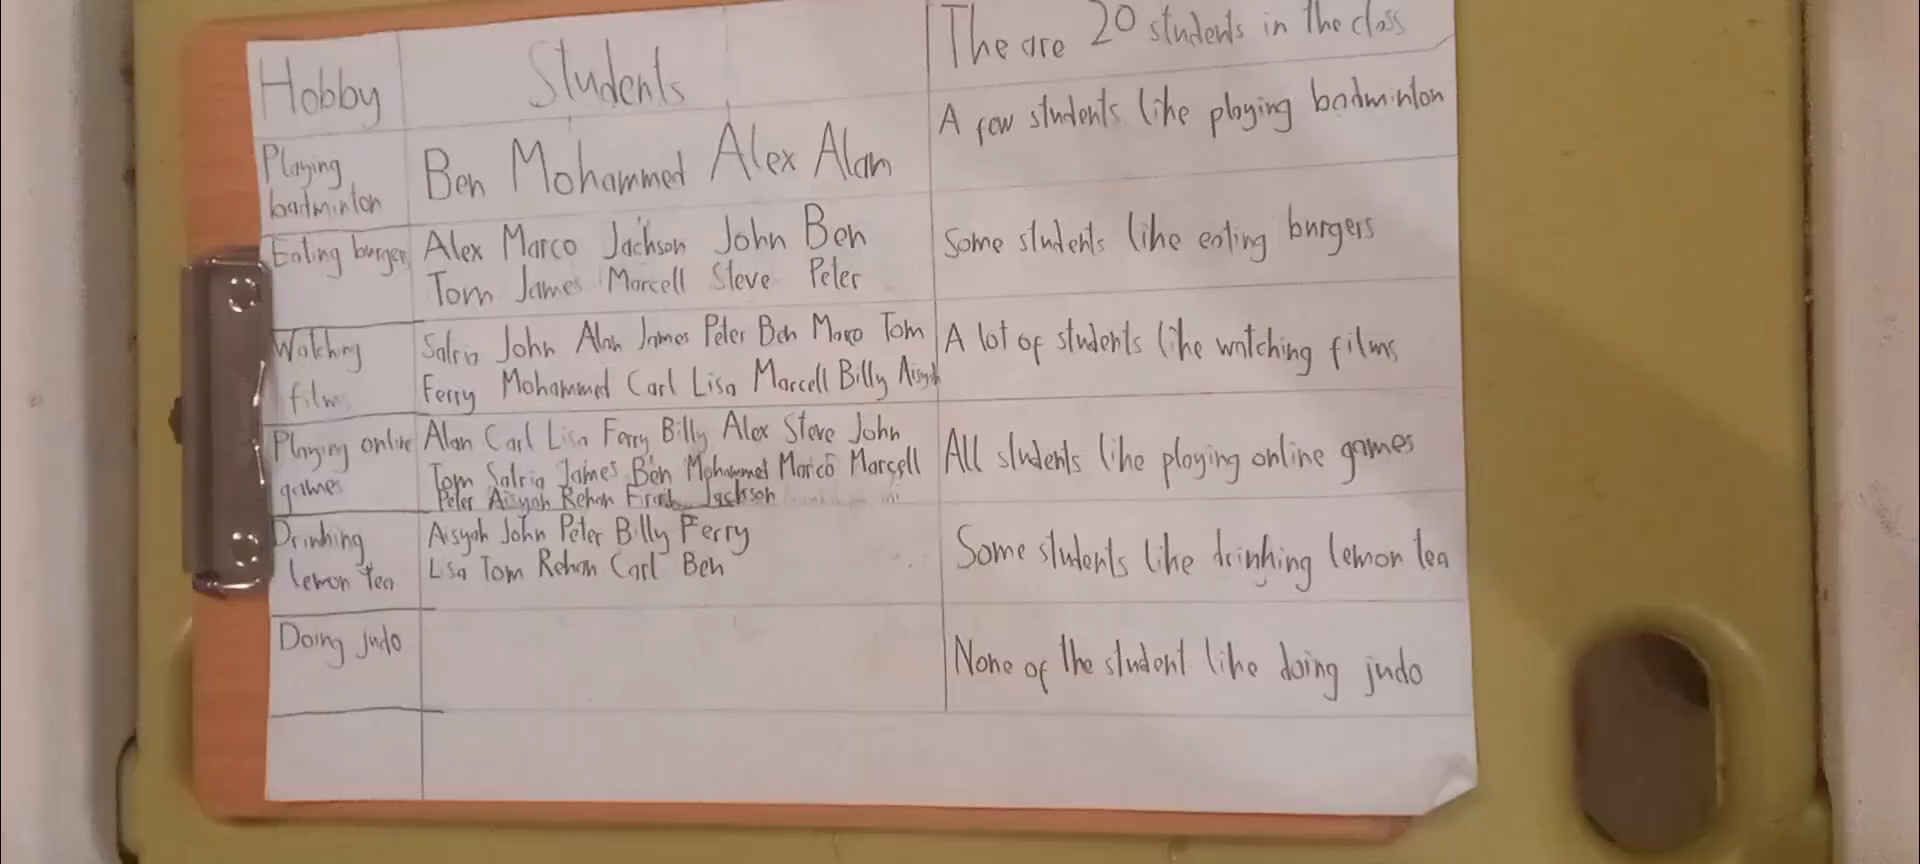 Hobby
Students
The are 20 students in the class
Playing
badminton
Ben Mohammed Alex Alan
A few students like playing badminton
Eating burger
Alex Marco Jackson John Ben
Tom James Marcell Steve Peter
Some students like eating burgers
Watching
films
Satria John Alan James Peter Ben Marco Tom
Ferry Mohammed Carl Lisa Marcell Billy Aisyah
A lot of students like watching films
Playing online
games
Alan Carl Lisa Ferry Billy Alex Steve John
Tom Satria James Ben Mohammed Marco Marcell
Peter Aisyah Rehan Jackson
All students like playing online games
Drinking
lemon tea
Aisyah John Peter Billy Ferry
Lisa Tom Rehan Carl Ben
Some students like drinking lemon tea
Doing judo
None of the student like doing judo